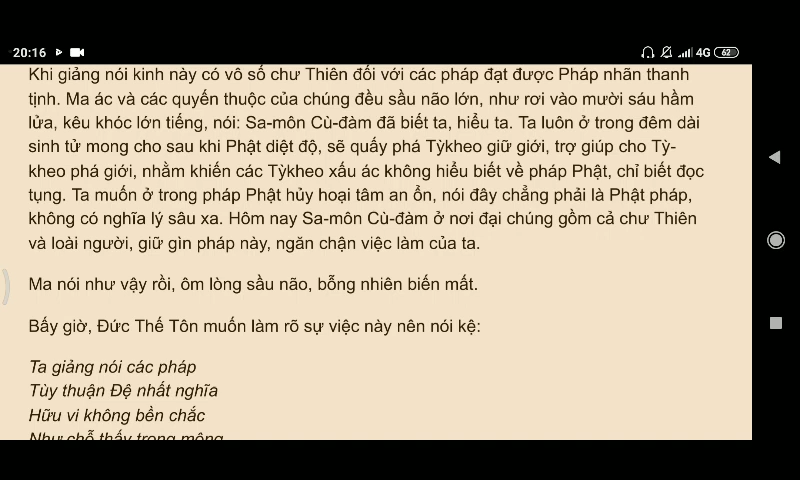 20:16
4G
62
Khi giảng nói kinh này có vô số chư Thiên đối với các pháp đạt được Pháp nhãn thanh
tịnh. Ma ác và các quyến thuộc của chúng đều sầu não lớn, như rơi vào mười sáu hầm
lửa, kêu khóc lớn tiếng, nói: Sa-môn Cù-đàm đã biết ta, hiểu ta. Ta luôn ở trong đêm dài
sinh tử mong cho sau khi Phật diệt độ, sẽ quấy phá Tỳkheo giữ giới, trợ giúp cho Tỳ-
kheo phá giới, nhằm khiến các Tỳkheo xấu ác không hiểu biết về pháp Phật, chỉ biết đọc
tụng. Ta muốn ở trong pháp Phật hủy hoại tâm an ổn, nói đây chẳng phải là Phật pháp,
không có nghĩa lý sâu xa. Hôm nay Sa-môn Cù-đàm ở nơi đại chúng gồm cả chư Thiên
và loài người, giữ gìn pháp này, ngăn chận việc làm của ta.
Ma nói như vậy rồi, ôm lòng sầu não, bỗng nhiên biến mất.
Bấy giờ, Đức Thế Tôn muốn làm rõ sự việc này nên nói kệ:
Ta giảng nói các pháp
Tùy thuận Đệ nhất nghĩa
Hữu vi không bền chắc
Như chỗ thấy trong mộng